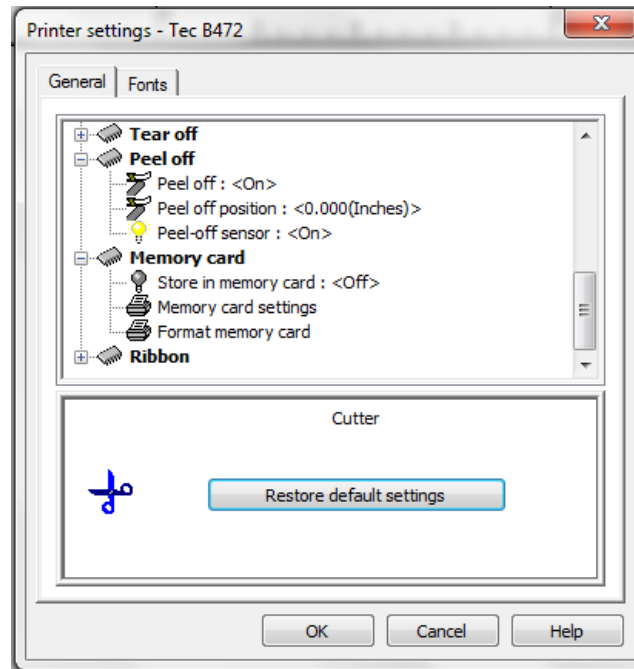 Printer settings - Tec B472
General
Fonts
Tear off
Peel off
Peel off : <On>
Peel off position : <0.000(Inches)>
Peel-off sensor : <On>
Memory card
Store in memory card : <Off>
Memory card settings
Format memory card
Ribbon
Cutter
Restore default settings
OK
Cancel
Help